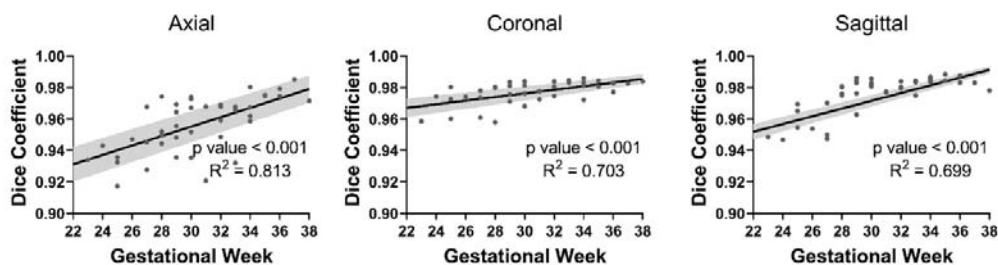 Axial
Dice Coefficient
1.00
0.98
0.96
0.94
0.92
0.90
p value < 0.001
R² = 0.813
22 24 26 28 30 32 34 36 38
Gestational Week
Coronal
Dice Coefficient
1.00
0.98
0.96
0.94
0.92
0.90
p value < 0.001
R² = 0.703
22 24 26 28 30 32 34 36 38
Gestational Week
Sagittal
Dice Coefficient
1.00
0.98
0.96
0.94
0.92
0.90
p value < 0.001
R² = 0.699
22 24 26 28 30 32 34 36 38
Gestational Week